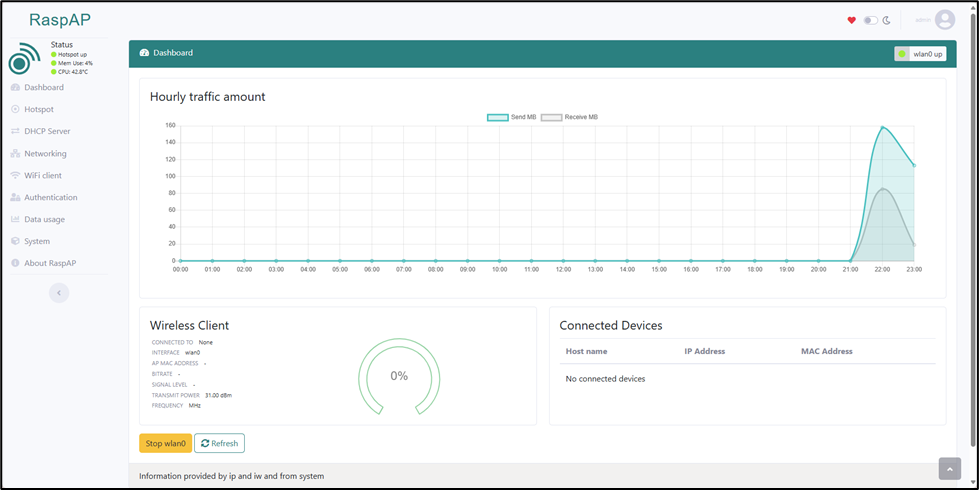 RaspAP
admin
Status
Hotspot up
Mem Use: 4%
CPU: 42.8°C
Dashboard
Hotspot
DHCP Server
Networking
WiFi client
Authentication
Data usage
System
About RaspAP
Dashboard
wlan0 up
Hourly traffic amount
Send MB Receive MB
160
140
120
100
80
60
40
20
0
00:00 01:00 02:00 03:00 04:00 05:00 06:00 07:00 08:00 09:00 10:00 11:00 12:00 13:00 14:00 15:00 16:00 17:00 18:00 19:00 20:00 21:00 22:00 23:00
Wireless Client
CONNECTED TO None
INTERFACE wlan0
AP MAC ADDRESS -
BITRATE -
SIGNAL LEVEL -
TRANSMIT POWER 31.00 dBm
FREQUENCY MHz
0%
Connected Devices
Host name IP Address MAC Address
No connected devices
Stop wlan0 Refresh
Information provided by ip and iw and from system